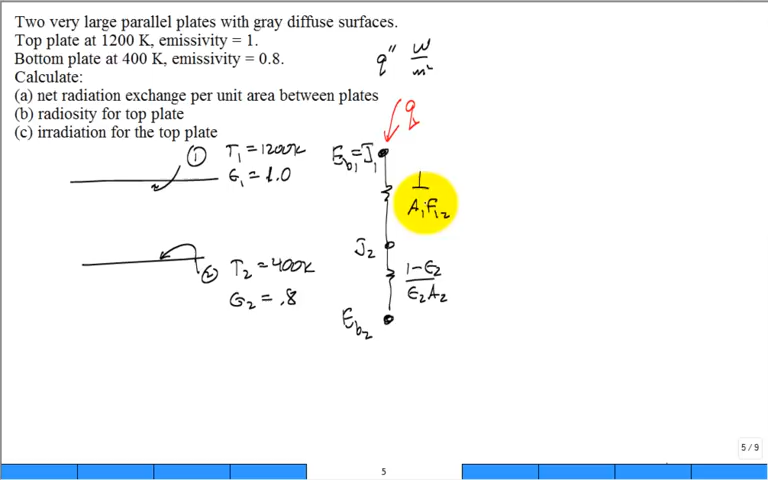 Two very large parallel plates with gray diffuse surfaces.
Top plate at 1200 K, emissivity = 1.
Bottom plate at 400 K, emissivity = 0.8.
Calculate:
(a) net radiation exchange per unit area between plates
(b) radiosity for top plate
(c) irradiation for the top plate
q" W/m²
q
① T₁ = 1200K
ϵ₁ = 1.0
E_b₁ = J₁
1/(A₁F₁₂)
J₂
② T₂ = 400K
ϵ₂ = .8
(1-ϵ₂)/(ϵ₂A₂)
E_b₂
5/9
5